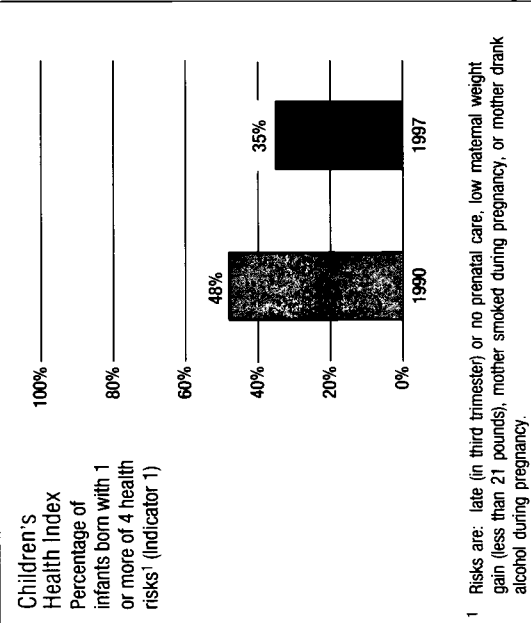 Children's
Health Index
Percentage of
infants born with 1
or more of 4 health
risks¹ (Indicator 1)
100%
80%
60%
40%
20%
0%
48%
35%
1990
1997
1 Risks are: late (in third trimester) or no prenatal care, low maternal weight
gain (less than 21 pounds), mother smoked during pregnancy, or mother drank
alcohol during pregnancy.